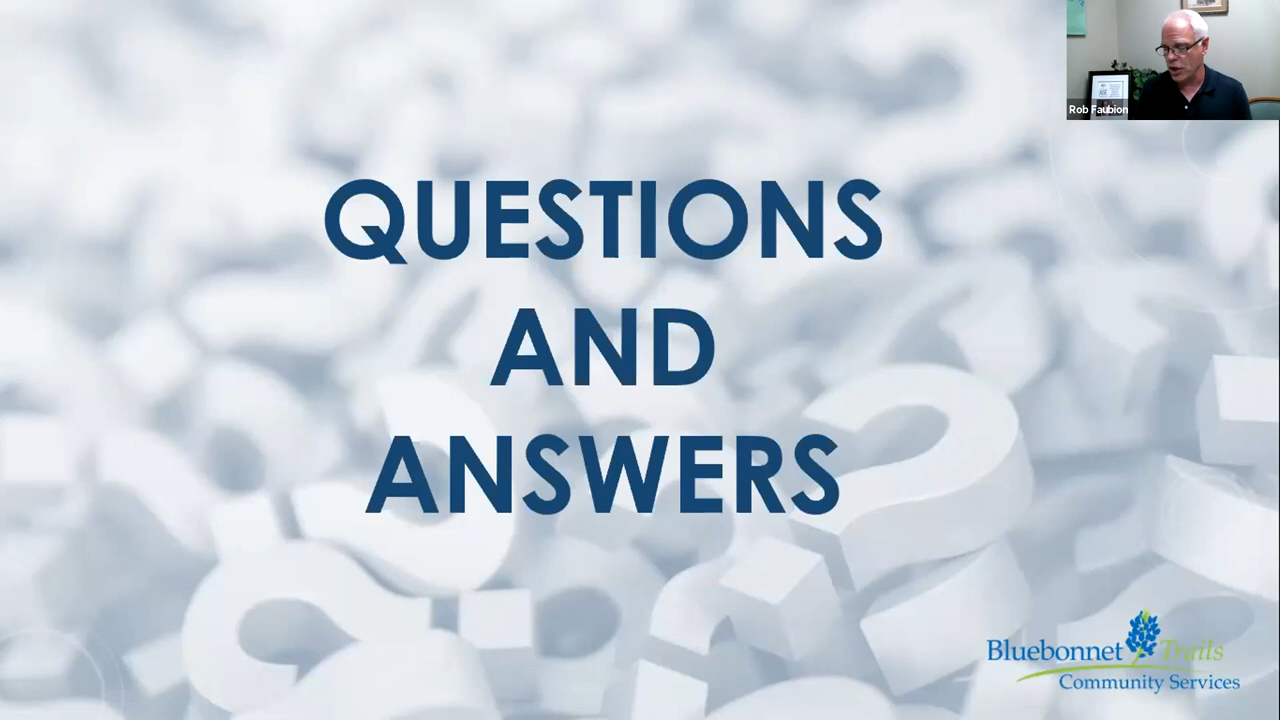 Rob Faubion
QUESTIONS
AND
ANSWERS
Bluebonnet Trails
Community Services